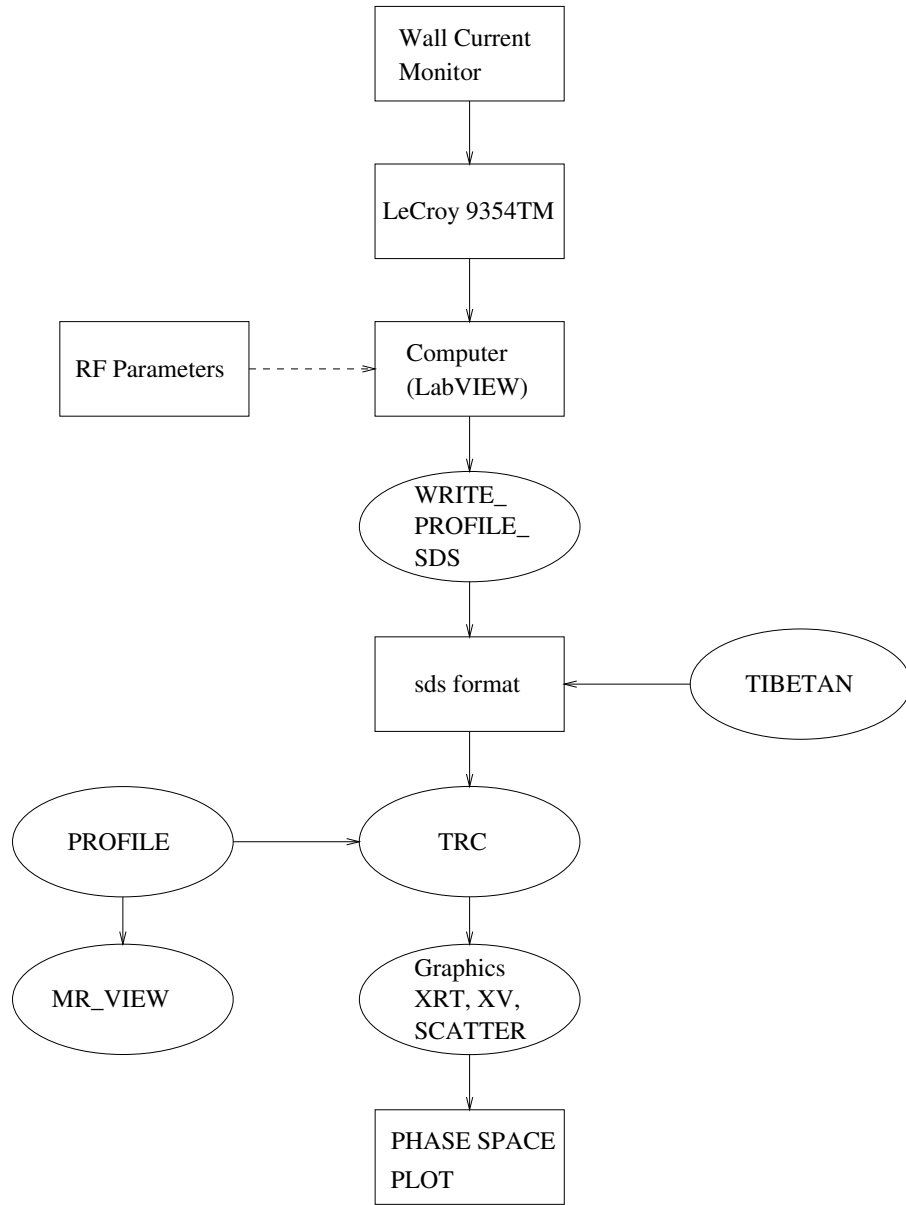 Wall Current
Monitor
LeCroy 9354TM
RF Parameters
Computer
(LabVIEW)
WRITE_
PROFILE_
SDS
sds format
TIBETAN
PROFILE
TRC
MR_VIEW
Graphics
XRT, XV,
SCATTER
PHASE SPACE
PLOT